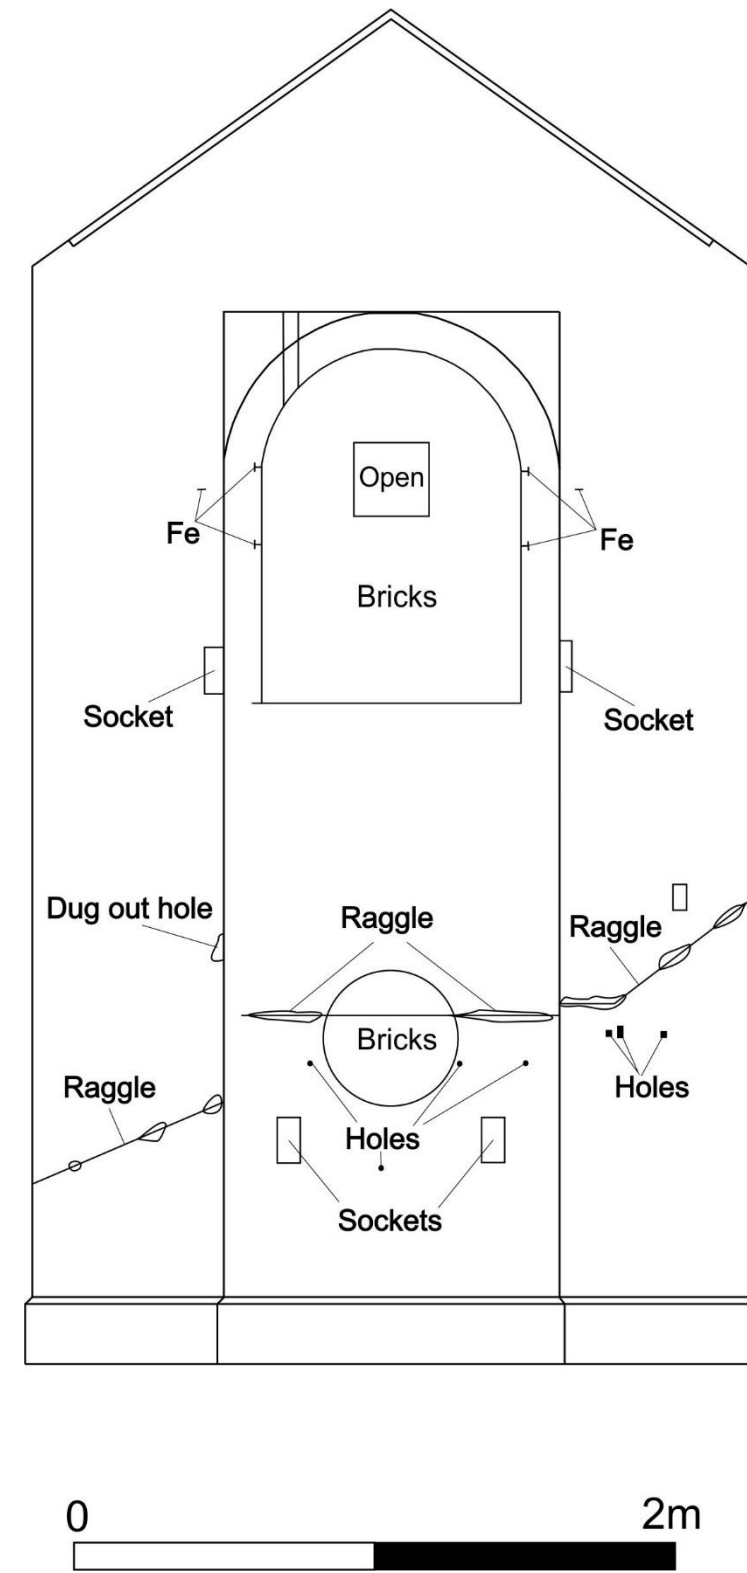 Open
Fe
Fe
Bricks
Socket
Socket
Dug out hole
Raggle
Raggle
Bricks
Raggle
Holes
Holes
Sockets
0
2m